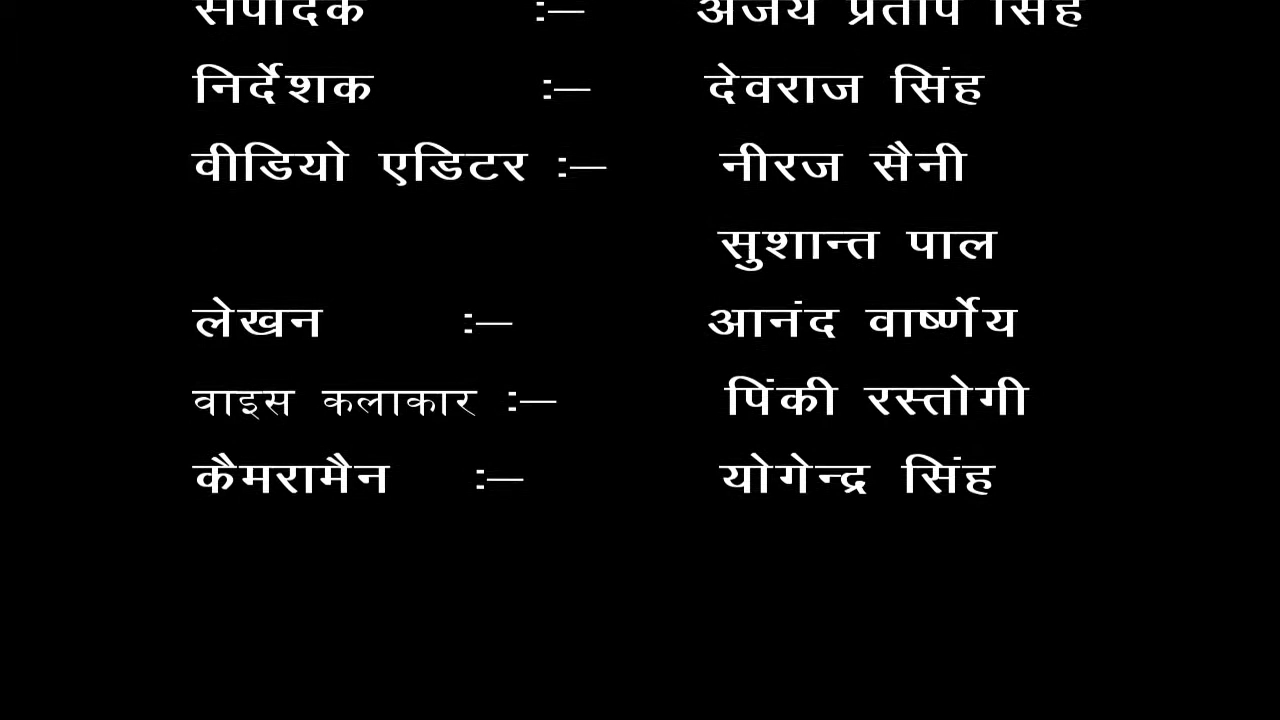 संपादक :— अजय प्रताप सिंह
निर्देशक :— देवराज सिंह
वीडियो एडिटर :— नीरज सैनी
सुशान्त पाल
लेखन :— आनंद वार्ष्णेय
वाइस कलाकार :— पिंकी रस्तोगी
कैमरामैन :— योगेन्द्र सिंह